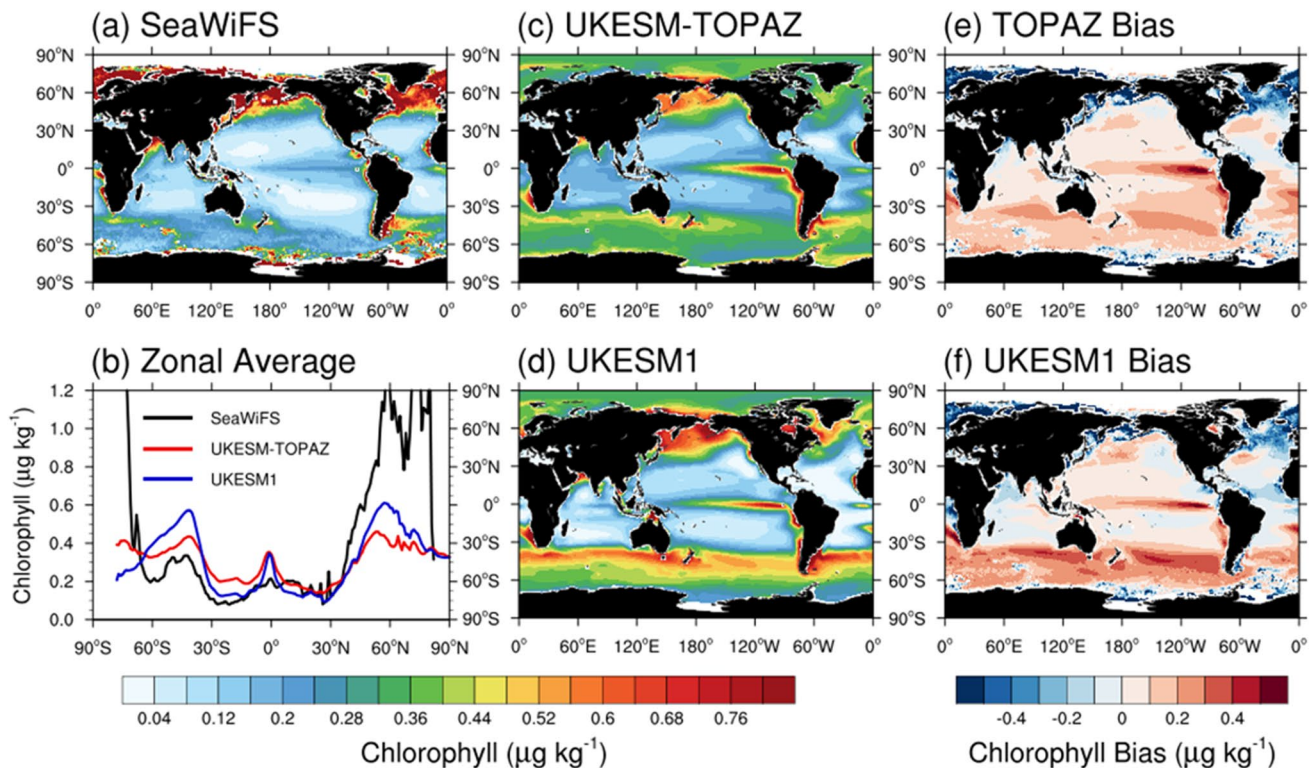 (a) SeaWiFS
90°N
60°N
30°N
0°
30°S
60°S
90°S
0° 60°E 120°E 180° 120°W 60°W 0°
(c) UKESM-TOPAZ
90°N
60°N
30°N
0°
30°S
60°S
90°S
0° 60°E 120°E 180° 120°W 60°W 0°
(e) TOPAZ Bias
90°N
60°N
30°N
0°
30°S
60°S
90°S
0° 60°E 120°E 180° 120°W 60°W 0°
(b) Zonal Average
Chlorophyll (μg kg⁻¹)
1.2
1.0
0.8
0.6
0.4
0.2
0.0
SeaWiFS
UKESM-TOPAZ
UKESM1
90°S 60°S 30°S 0° 30°N 60°N 90°N
(d) UKESM1
90°N
60°N
30°N
0°
30°S
60°S
90°S
0° 60°E 120°E 180° 120°W 60°W 0°
(f) UKESM1 Bias
90°N
60°N
30°N
0°
30°S
60°S
90°S
0° 60°E 120°E 180° 120°W 60°W 0°
0.04 0.12 0.2 0.28 0.36 0.44 0.52 0.6 0.68 0.76
Chlorophyll (μg kg⁻¹)
-0.4 -0.2 0 0.2 0.4
Chlorophyll Bias (μg kg⁻¹)